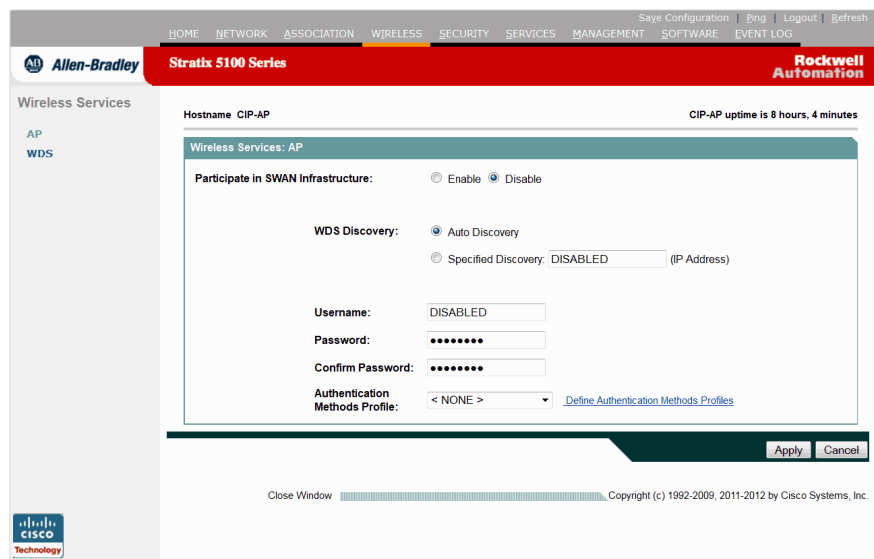 Save Configuration | Ping | Logout | Refresh
HOME NETWORK ASSOCIATION WIRELESS SECURITY SERVICES MANAGEMENT SOFTWARE EVENT LOG
AB Allen-Bradley
Stratix 5100 Series
Rockwell
Automation
Wireless Services
AP
WDS
Hostname CIP-AP
CIP-AP uptime is 8 hours, 4 minutes
Wireless Services: AP
Participate in SWAN Infrastructure: Enable Disable
WDS Discovery: Auto Discovery
Specified Discovery: DISABLED (IP Address)
Username: DISABLED
Password: ●●●●●●●●
Confirm Password: ●●●●●●●●
Authentication
Methods Profile: < NONE > Define Authentication Methods Profiles
Apply Cancel
Close Window
Copyright (c) 1992-2009, 2011-2012 by Cisco Systems, Inc.
CISCO
Technology